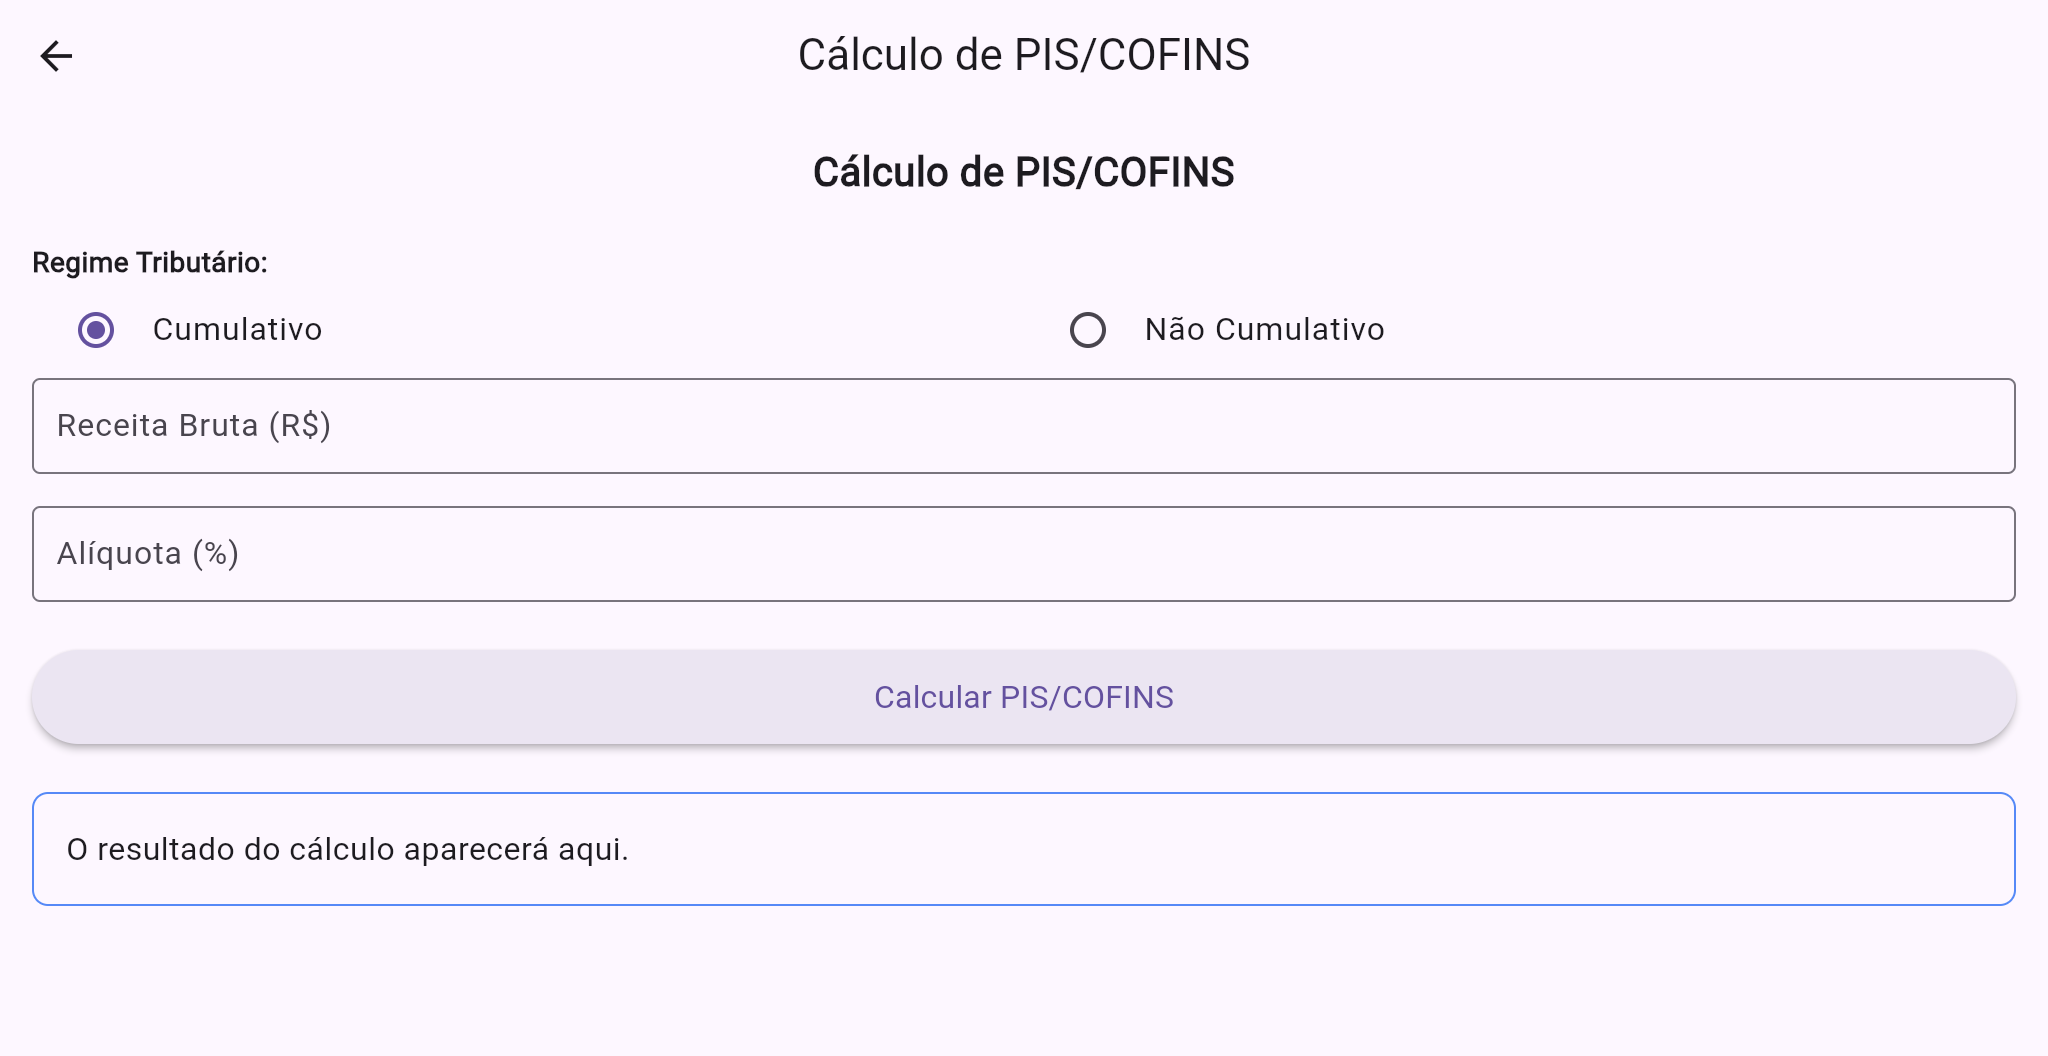 Cálculo de PIS/COFINS
Cálculo de PIS/COFINS
Regime Tributário:
Cumulativo
Não Cumulativo
Receita Bruta (R$)
Alíquota (%)
Calcular PIS/COFINS
O resultado do cálculo aparecerá aqui.